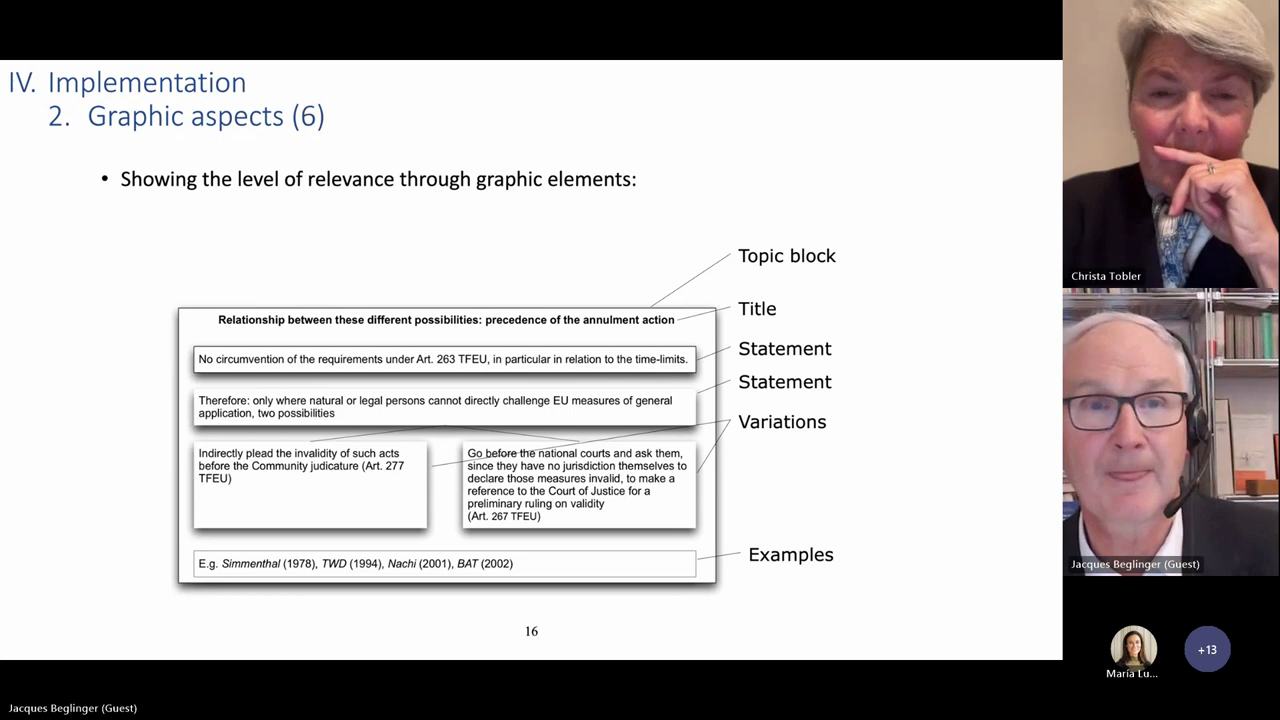 IV. Implementation
2. Graphic aspects (6)
• Showing the level of relevance through graphic elements:
Topic block
Title
Relationship between these different possibilities: precedence of the annulment action
Statement
No circumvention of the requirements under Art. 263 TFEU, in particular in relation to the time-limits.
Statement
Therefore: only where natural or legal persons cannot directly challenge EU measures of general
application, two possibilities
Variations
Indirectly plead the invalidity of such acts
before the Community judicature (Art. 277
TFEU)
Go before the national courts and ask them,
since they have no jurisdiction themselves to
declare those measures invalid, to make a
reference to the Court of Justice for a
preliminary ruling on validity
(Art. 267 TFEU)
Examples
E.g. Simmenthal (1978), TWD (1994), Nachi (2001), BAT (2002)
16
Christa Tobler
Jacques Beglinger (Guest)
María Lu...
+13
Jacques Beglinger (Guest)